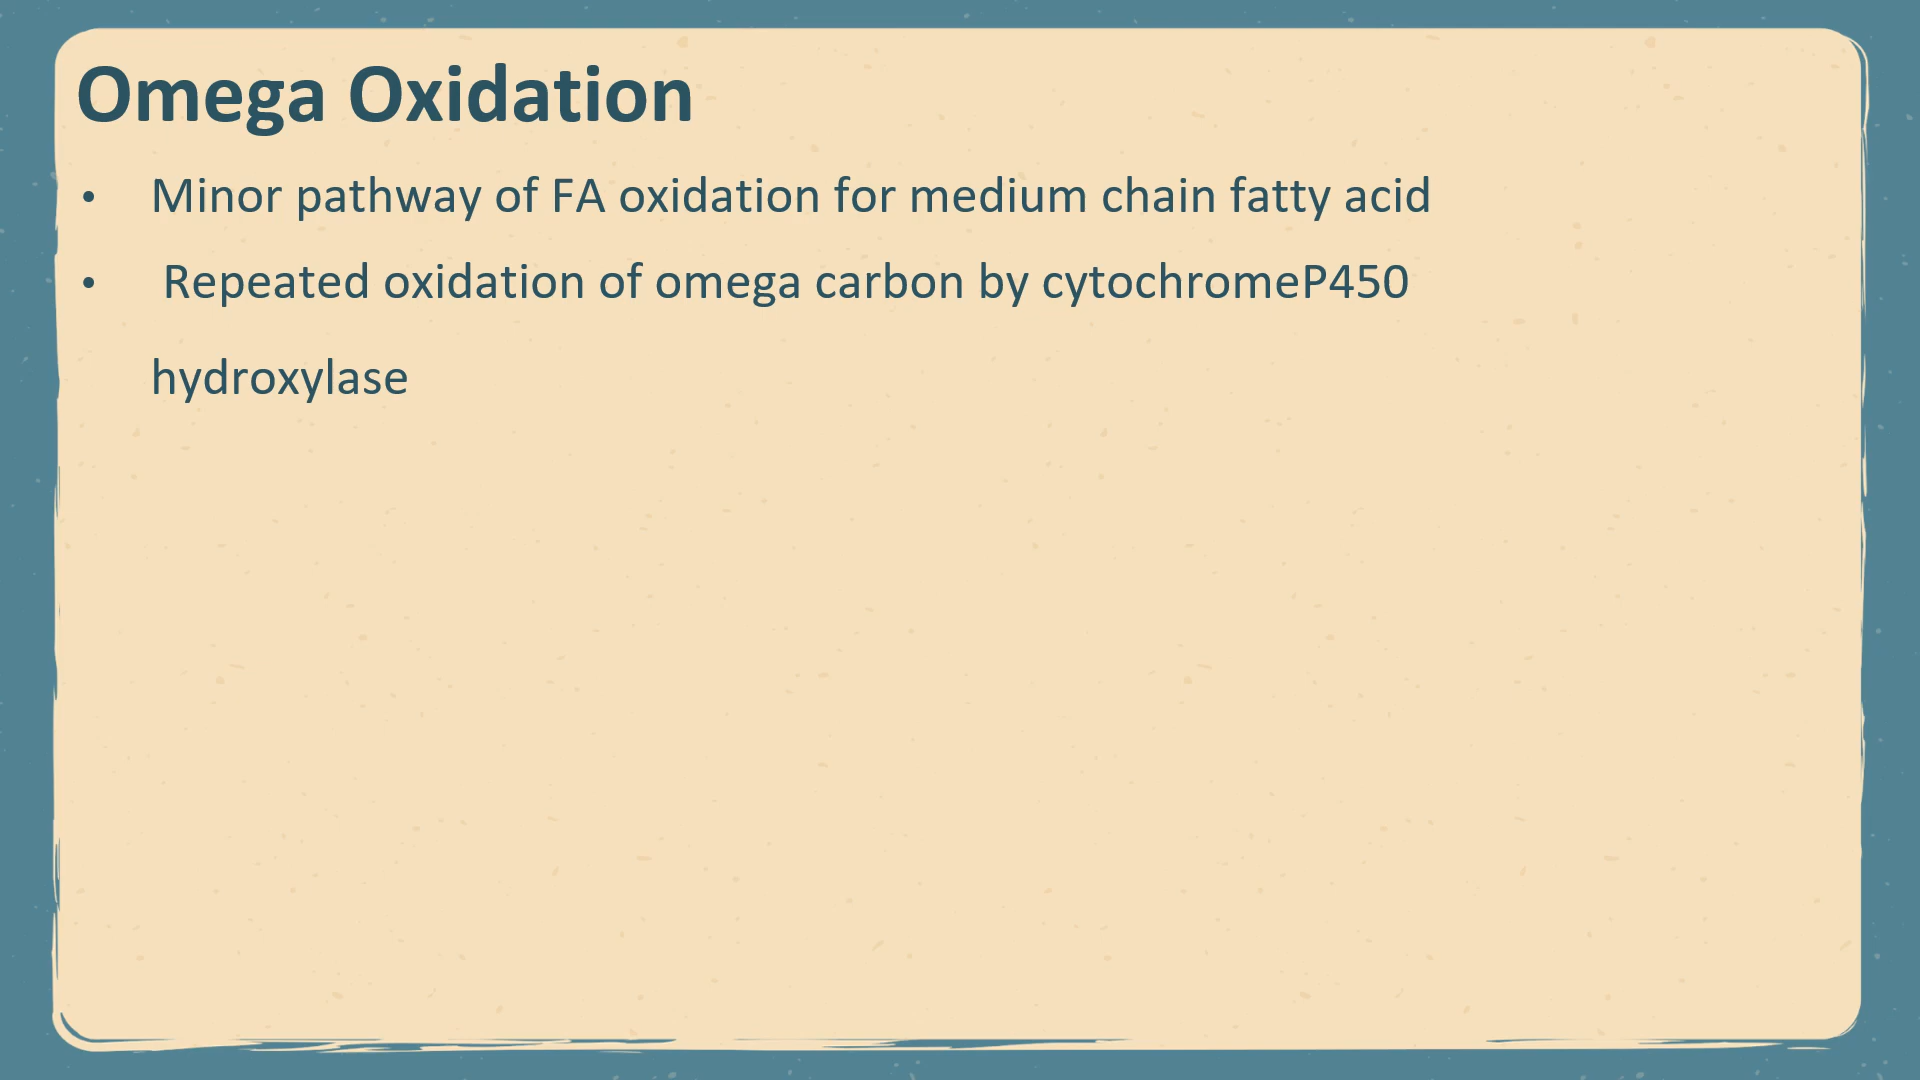 Omega Oxidation
• Minor pathway of FA oxidation for medium chain fatty acid
• Repeated oxidation of omega carbon by cytochromeP450
hydroxylase